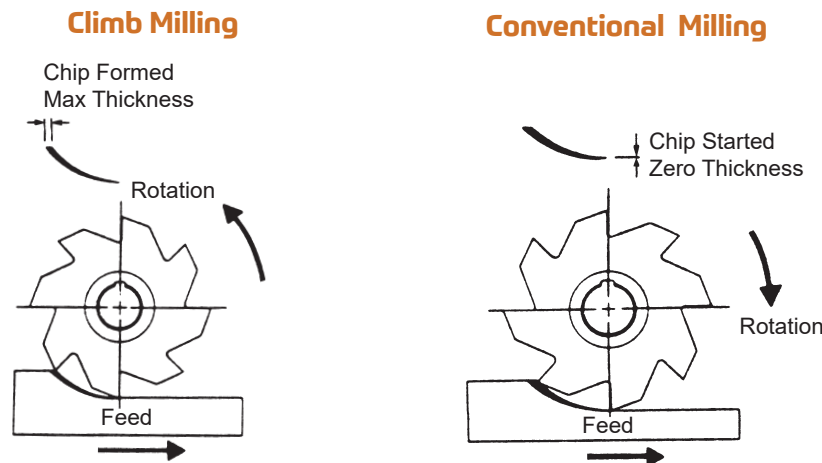 Climb Milling
Chip Formed
Max Thickness
Rotation
Feed
Conventional Milling
Chip Started
Zero Thickness
Rotation
Feed